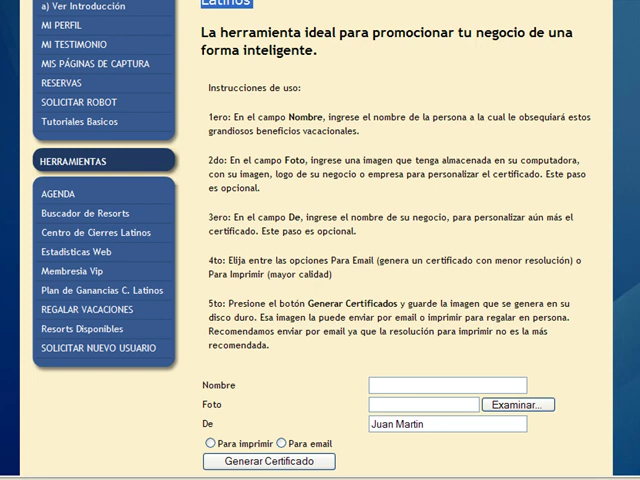 a) Ver Introducción
MI PERFIL
MI TESTIMONIO
MIS PÁGINAS DE CAPTURA
RESERVAS
SOLICITAR ROBOT
Tutoriales Basicos
HERRAMIENTAS
AGENDA
Buscador de Resorts
Centro de Cierres Latinos
Estadisticas Web
Membresia Vip
Plan de Ganancias C. Latinos
REGALAR VACACIONES
Resorts Disponibles
SOLICITAR NUEVO USUARIO
Latinos
La herramienta ideal para promocionar tu negocio de una
forma inteligente.
Instrucciones de uso:
1ero: En el campo Nombre, ingrese el nombre de la persona a la cual le obsequiará estos
grandiosos beneficios vacacionales.
2do: En el campo Foto, ingrese una imagen que tenga almacenada en su computadora,
con su imagen, logo de su negocio o empresa para personalizar el certificado. Este paso
es opcional.
3ero: En el campo De, ingrese el nombre de su negocio, para personalizar aún más el
certificado. Este paso es opcional.
4to: Elija entre las opciones Para Email (genera un certificado con menor resolución) o
Para Imprimir (mayor calidad)
5to: Presione el botón Generar Certificados y guarde la imagen que se genera en su
disco duro. Esa imagen la puede enviar por email o imprimir para regalar en persona.
Recomendamos enviar por email ya que la resolución para imprimir no es la más
recomendada.
Nombre
Foto Examinar...
De Juan Martin
Para imprimir Para email
Generar Certificado